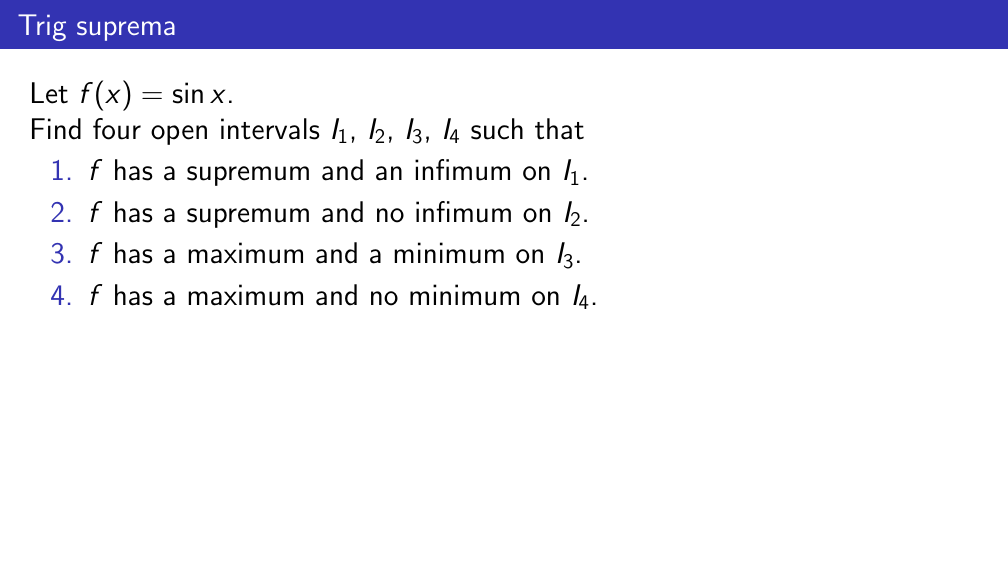 Trig suprema
Let f(x) = sin x.
Find four open intervals I₁, I₂, I₃, I₄ such that
1. f has a supremum and an infimum on I₁.
2. f has a supremum and no infimum on I₂.
3. f has a maximum and a minimum on I₃.
4. f has a maximum and no minimum on I₄.